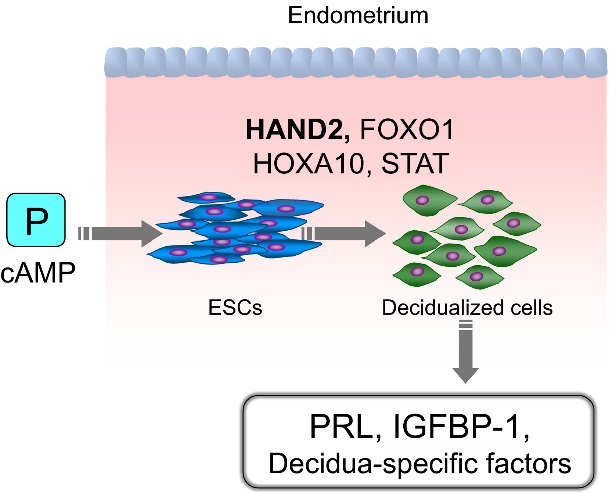 Endometrium
HAND2, FOXO1
HOXA10, STAT
P
cAMP
ESCs
Decidualized cells
PRL, IGFBP-1,
Decidua-specific factors